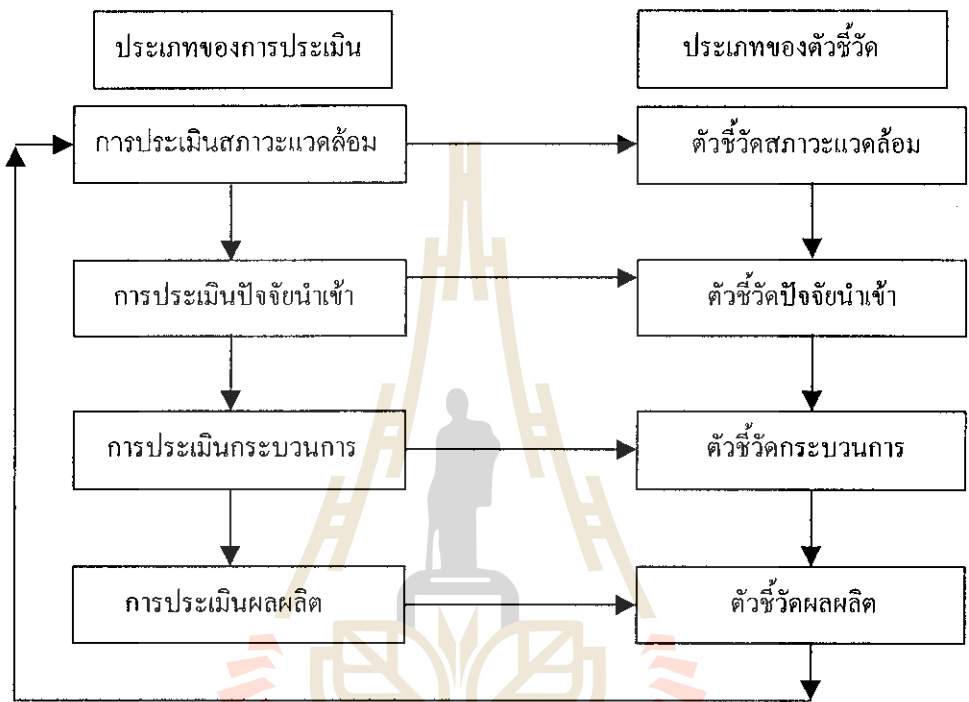 ประเภทของการประเมิน
ประเภทของตัวชี้วัด
การประเมินสภาวะแวดล้อม
ตัวชี้วัดสภาวะแวดล้อม
การประเมินปัจจัยนำเข้า
ตัวชี้วัดปัจจัยนำเข้า
การประเมินกระบวนการ
ตัวชี้วัดกระบวนการ
การประเมินผลผลิต
ตัวชี้วัดผลผลิต